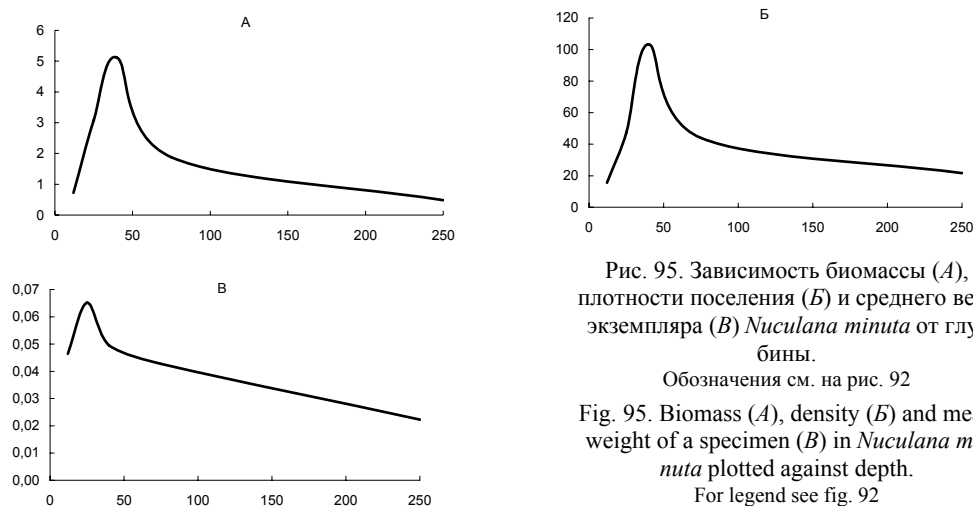 А
6
5
4
3
2
1
0
0 50 100 150 200 250
Б
120
100
80
60
40
20
0
0 50 100 150 200 250
В
0,07
0,06
0,05
0,04
0,03
0,02
0,01
0,00
0 50 100 150 200 250
Рис. 95. Зависимость биомассы (А),
плотности поселения (Б) и среднего ве
экземпляра (В) Nuculana minuta от глу
бины.
Обозначения см. на рис. 92
Fig. 95. Biomass (A), density (Б) and me
weight of a specimen (B) in Nuculana m
nuta plotted against depth.
For legend see fig. 92